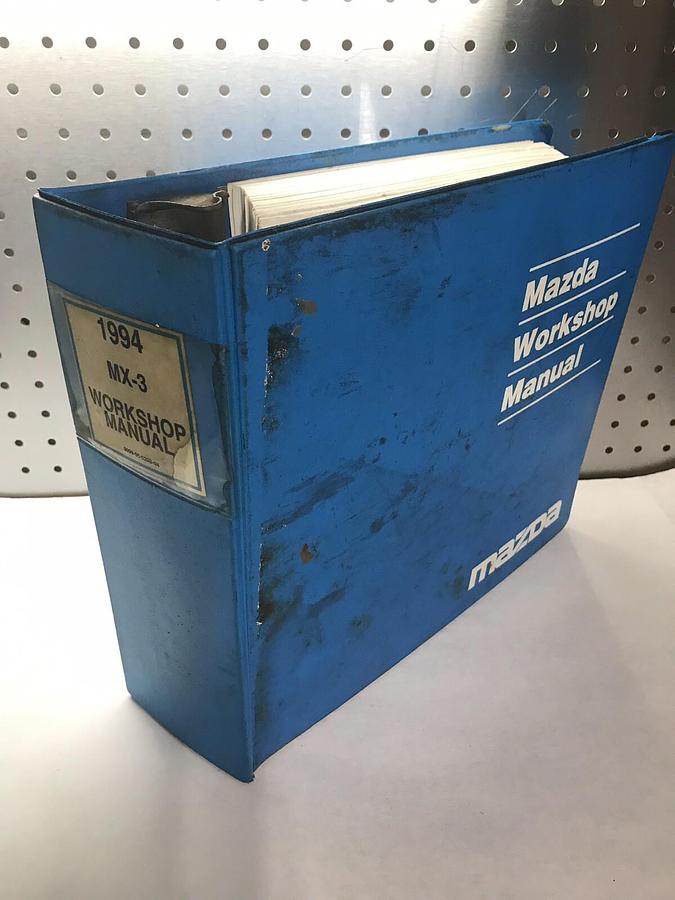 1994
MX-3
WORKSHOP
MANUAL
Mazda
Workshop
Manual
mazda